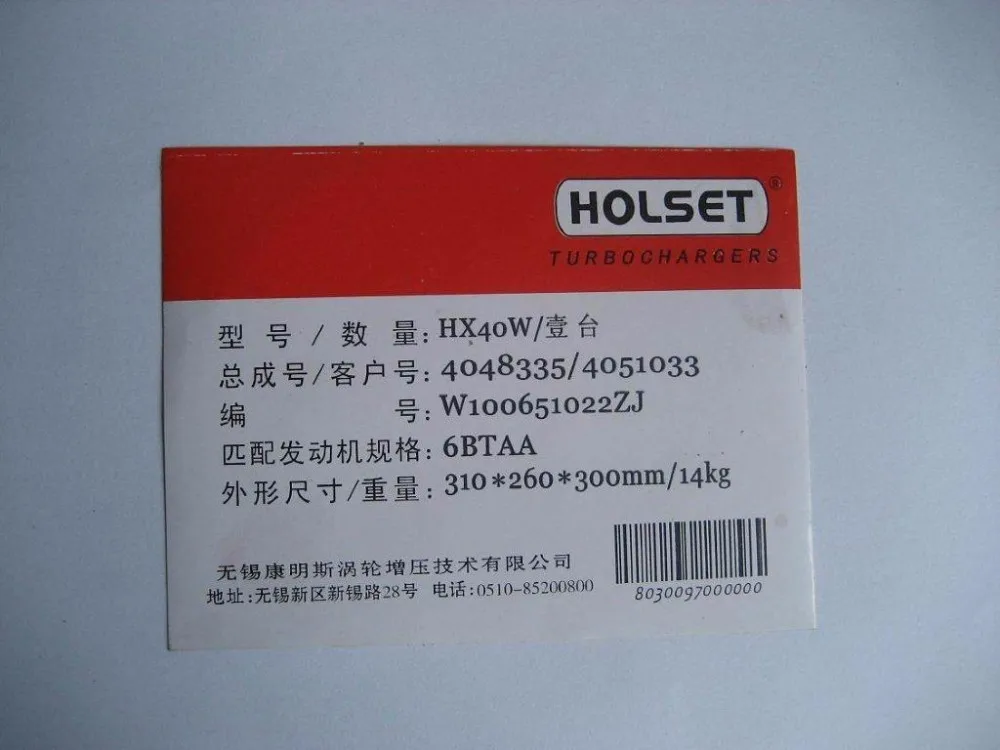 HOLSET®
TURBOCHARGERS
型号/数量:HX40W/壹台
总成号/客户号:4048335/4051033
编号:W100651022ZJ
匹配发动机规格:6BTAA
外形尺寸/重量:310*260*300mm/14kg
无锡康明斯涡轮增压技术有限公司
地址:无锡新区新锡路28号 电话:0510-85200800
8030097000000